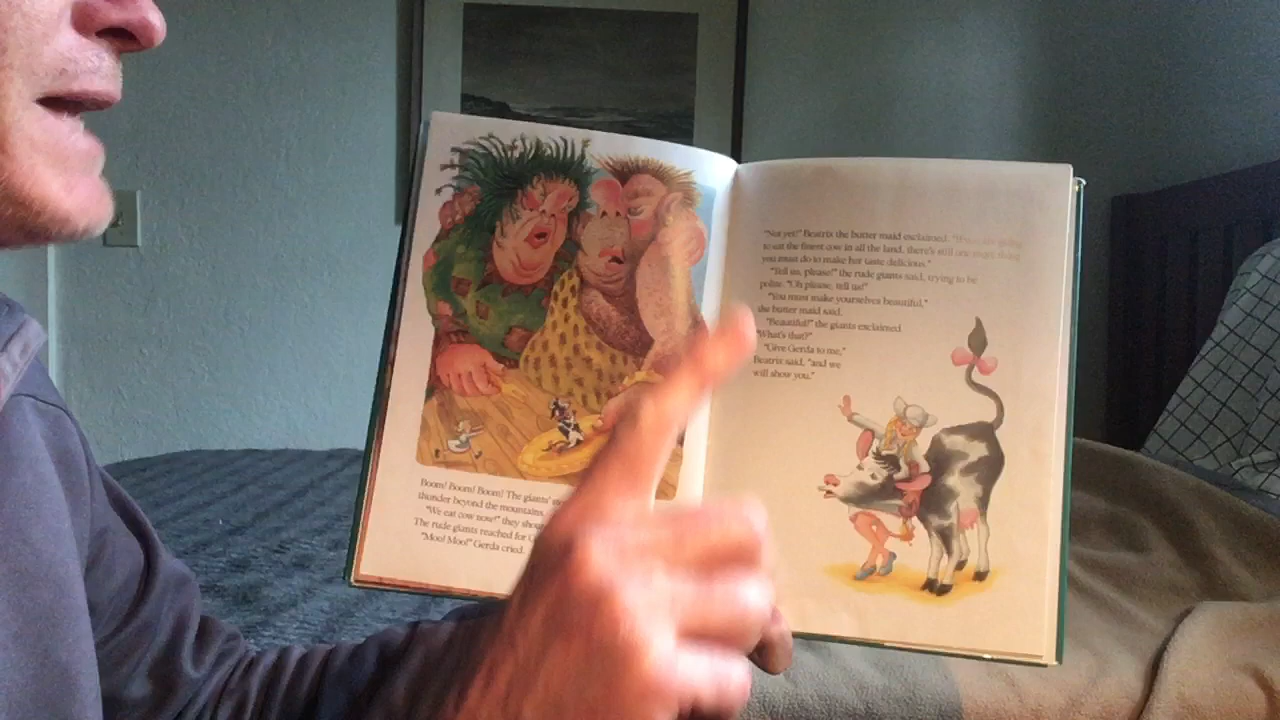 Boom! Boom! Boom! The giants'
thunder beyond the mountains.
"We eat cow now!" they
The rude giants reached for
"Moo! Moo!" Gerda cried.
"Not yet!" Beatrix the butter maid exclaimed. "If you are going
to eat the finest cow in all the land, there's still one more thing
you must do to make her taste delicious."
"Tell us, please!" the rude giants said, trying to be
polite. "Oh please, tell us!"
"You must make yourselves beautiful,"
the butter maid said.
"Beautiful!" the giants exclaimed.
"What's that?"
"Give Gerda to me,"
Beatrix said, "and we
will show you."